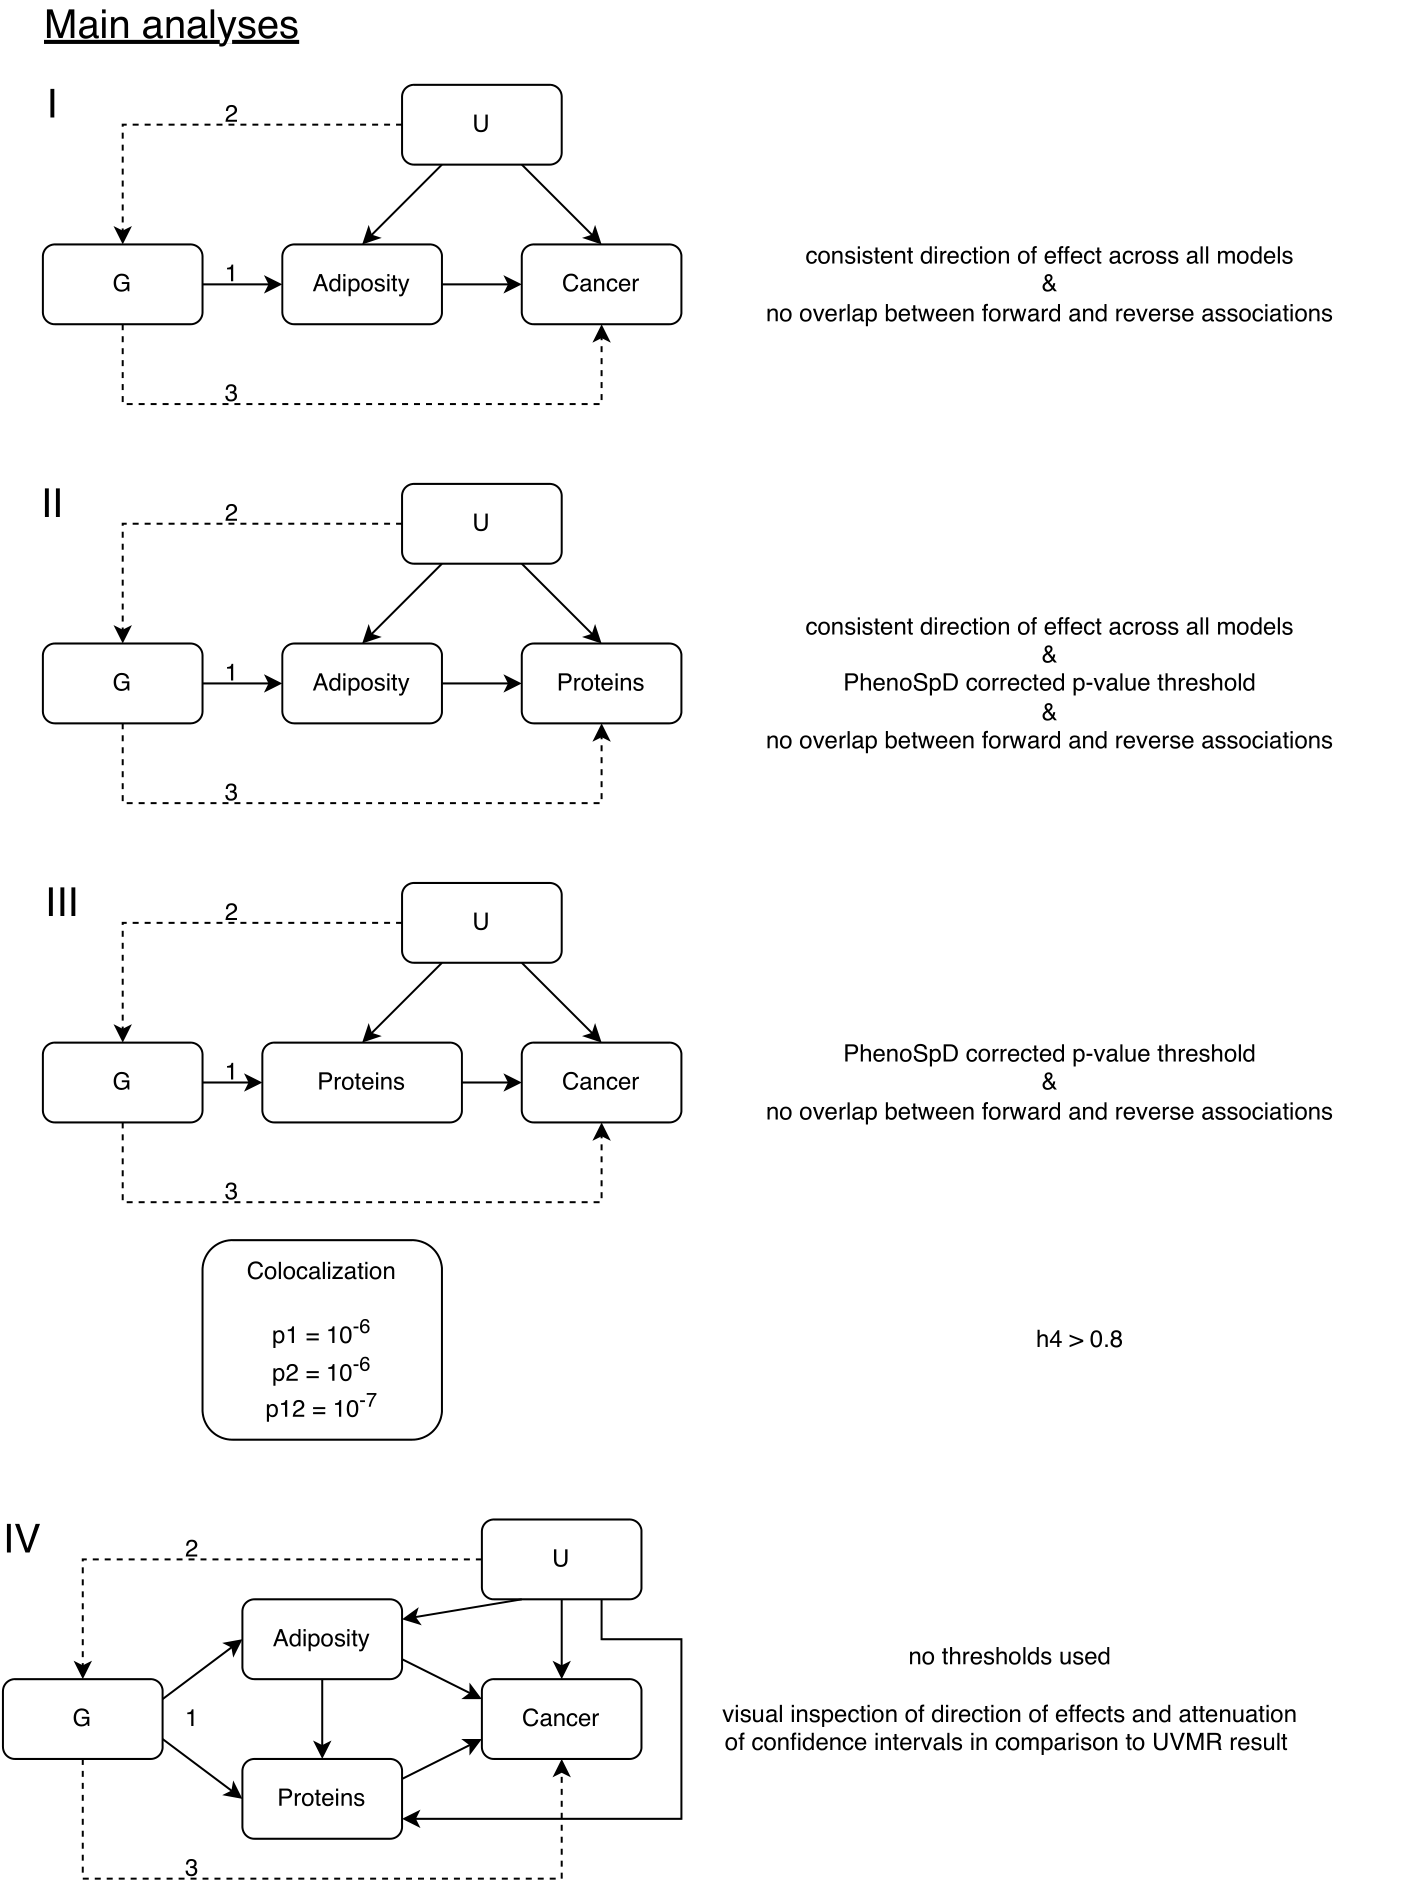 Main analyses
I
2
U
G
1
Adiposity
Cancer
consistent direction of effect across all models
&
no overlap between forward and reverse associations
3
II
2
U
G
1
Adiposity
Proteins
consistent direction of effect across all models
&
PhenoSpD corrected p-value threshold
&
no overlap between forward and reverse associations
3
III
2
U
G
1
Proteins
Cancer
PhenoSpD corrected p-value threshold
&
no overlap between forward and reverse associations
3
Colocalization
p1 = 10^-6
p2 = 10^-6
p12 = 10^-7
h4 > 0.8
IV
2
U
Adiposity
G
1
Cancer
Proteins
no thresholds used
visual inspection of direction of effects and attenuation
of confidence intervals in comparison to UVMR result
3